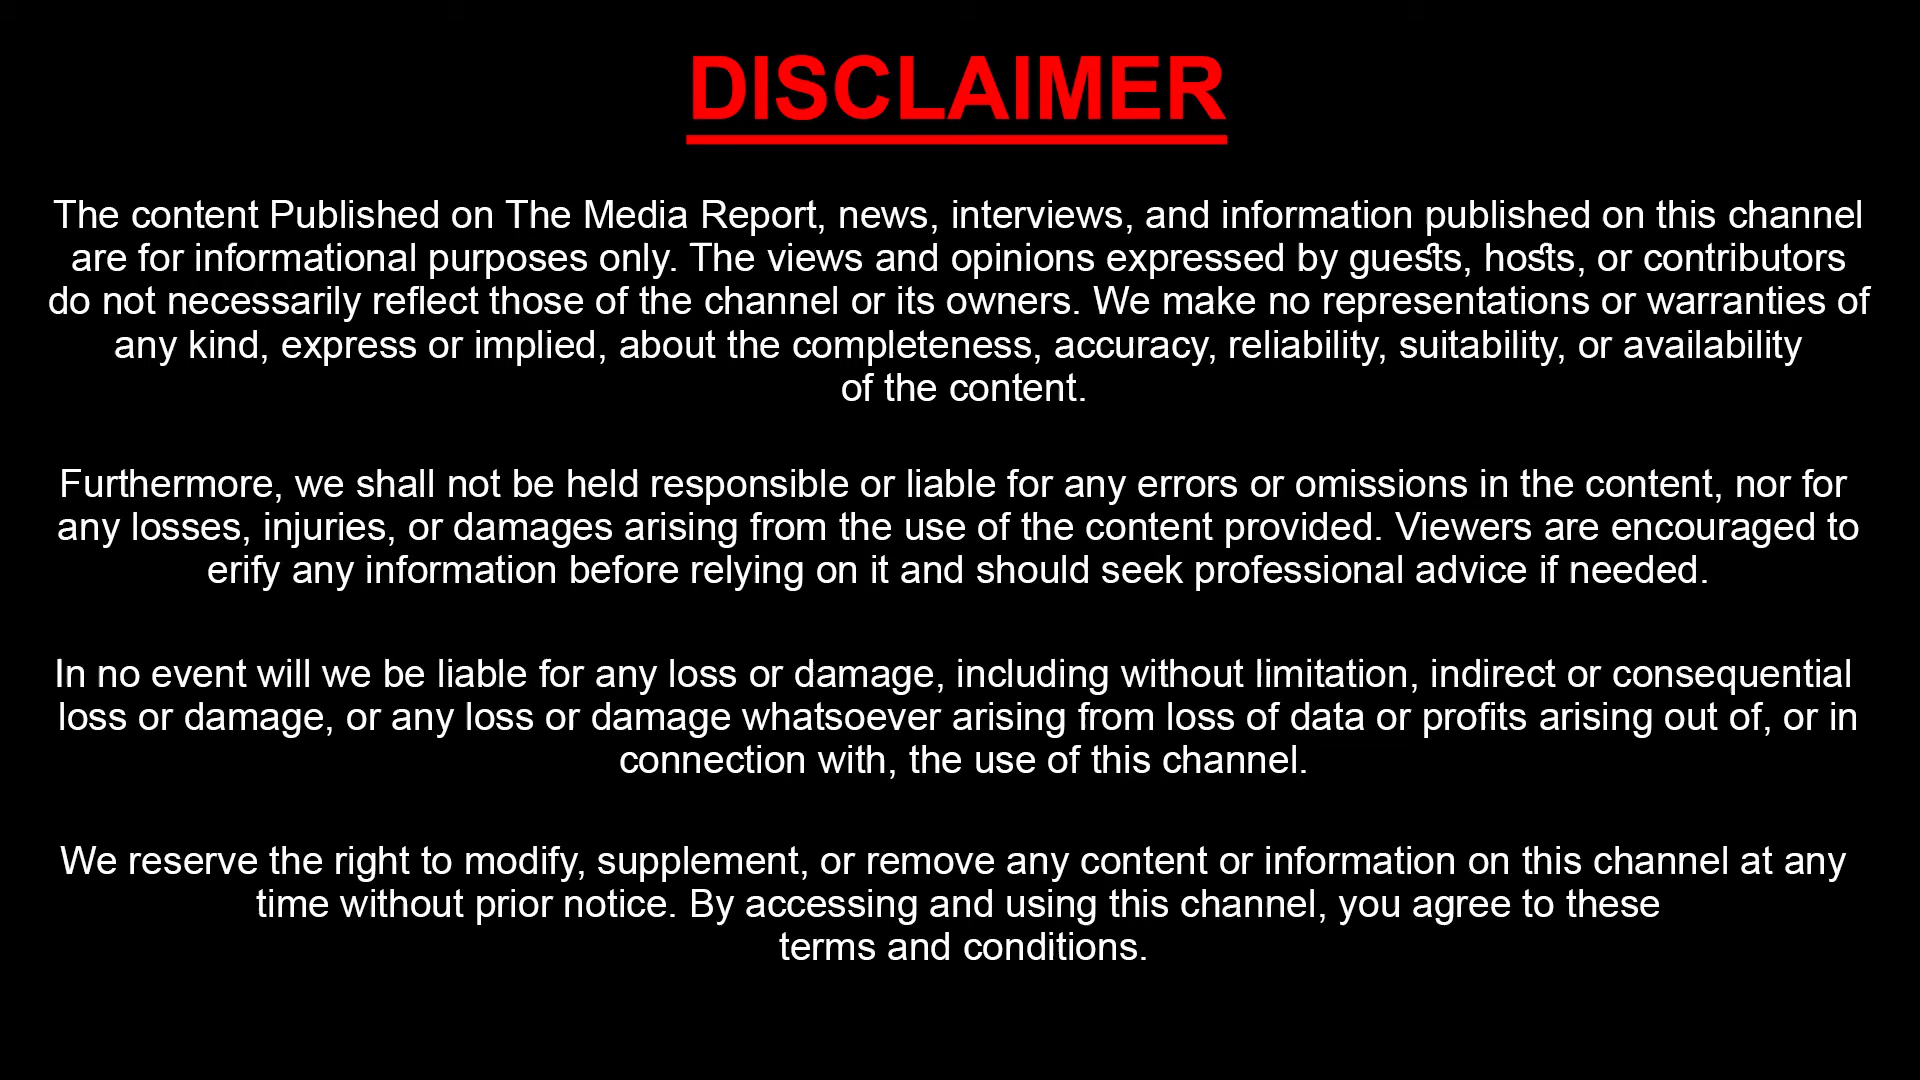 DISCLAIMER
The content Published on The Media Report, news, interviews, and information published on this channel
are for informational purposes only. The views and opinions expressed by guests, hosts, or contributors
do not necessarily reflect those of the channel or its owners. We make no representations or warranties of
any kind, express or implied, about the completeness, accuracy, reliability, suitability, or availability
of the content.
Furthermore, we shall not be held responsible or liable for any errors or omissions in the content, nor for
any losses, injuries, or damages arising from the use of the content provided. Viewers are encouraged to
erify any information before relying on it and should seek professional advice if needed.
In no event will we be liable for any loss or damage, including without limitation, indirect or consequential
loss or damage, or any loss or damage whatsoever arising from loss of data or profits arising out of, or in
connection with, the use of this channel.
We reserve the right to modify, supplement, or remove any content or information on this channel at any
time without prior notice. By accessing and using this channel, you agree to these
terms and conditions.